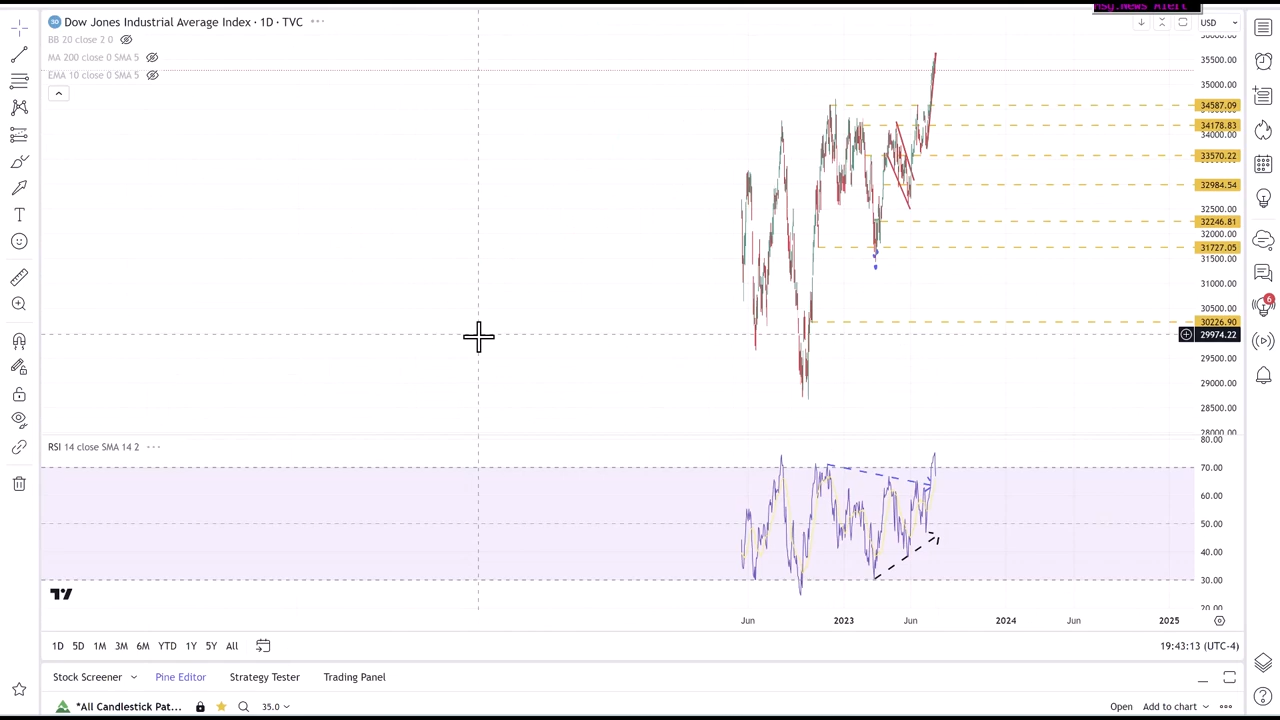 Msg.News Alert
Dow Jones Industrial Average Index · 1D · TVC
USD
BB 20 close 2 0
MA 200 close 0 SMA 5
EMA 10 close 0 SMA 5
36000.00
35500.00
35000.00
34587.09
34178.83
34000.00
33570.22
32984.54
32500.00
32246.81
32000.00
31727.05
31500.00
31000.00
30500.00
30226.90
29974.22
29500.00
29000.00
28500.00
28000.00
RSI 14 close SMA 14 2
80.00
70.00
60.00
50.00
40.00
30.00
20.00
Jun 2023 Jun 2024 Jun 2025
1D 5D 1M 3M 6M YTD 1Y 5Y All
19:43:13 (UTC-4)
Stock Screener Pine Editor Strategy Tester Trading Panel
*All Candlestick Pat... 35.0 Open Add to chart
6